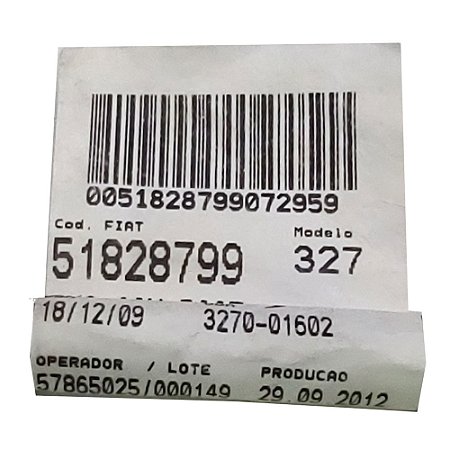 0051828799072959
Cod. FIAT Modelo
51828799 327
18/12/09 3270-01602
OPERADOR / LOTE PRODUCAO
57865025/000149 29.09.2012